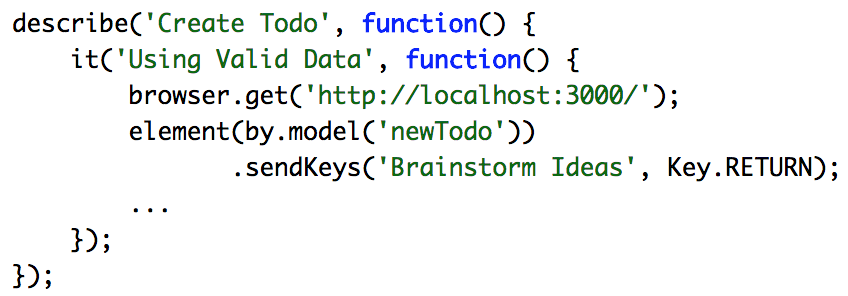 describe('Create Todo', function() {
    it('Using Valid Data', function() {
        browser.get('http://localhost:3000/');
        element(by.model('newTodo'))
               .sendKeys('Brainstorm Ideas', Key.RETURN);
        ...
    });
});